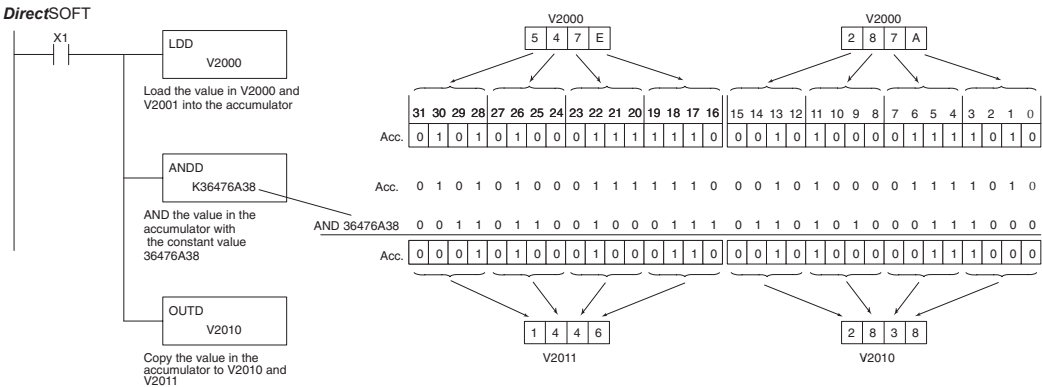 DirectSOFT
X1
LDD
V2000
Load the value in V2000 and
V2001 into the accumulator
ANDD
K36476A38
AND the value in the
accumulator with
the constant value
36476A38
OUTD
V2010
Copy the value in the
accumulator to V2010 and
V2011
V2000 V2000
5 4 7 E 2 8 7 A
31 30 29 28 27 26 25 24 23 22 21 20 19 18 17 16 15 14 13 12 11 10 9 8 7 6 5 4 3 2 1 0
Acc. 0 1 0 1 0 1 0 0 0 1 1 1 1 1 1 0 0 0 1 0 1 0 0 0 0 1 1 1 1 0 1 0
Acc. 0 1 0 1 0 1 0 0 0 1 1 1 1 1 1 0 0 0 1 0 1 0 0 0 0 1 1 1 1 0 1 0
AND 36476A38 0 0 1 1 0 1 1 0 0 1 0 0 0 1 1 1 0 1 1 0 1 0 1 0 0 0 1 1 1 0 0 0
Acc. 0 0 0 1 0 1 0 0 0 1 0 0 0 1 1 0 0 0 1 0 1 0 0 0 0 0 1 1 1 0 0 0
1 4 4 6 2 8 3 8
V2011 V2010